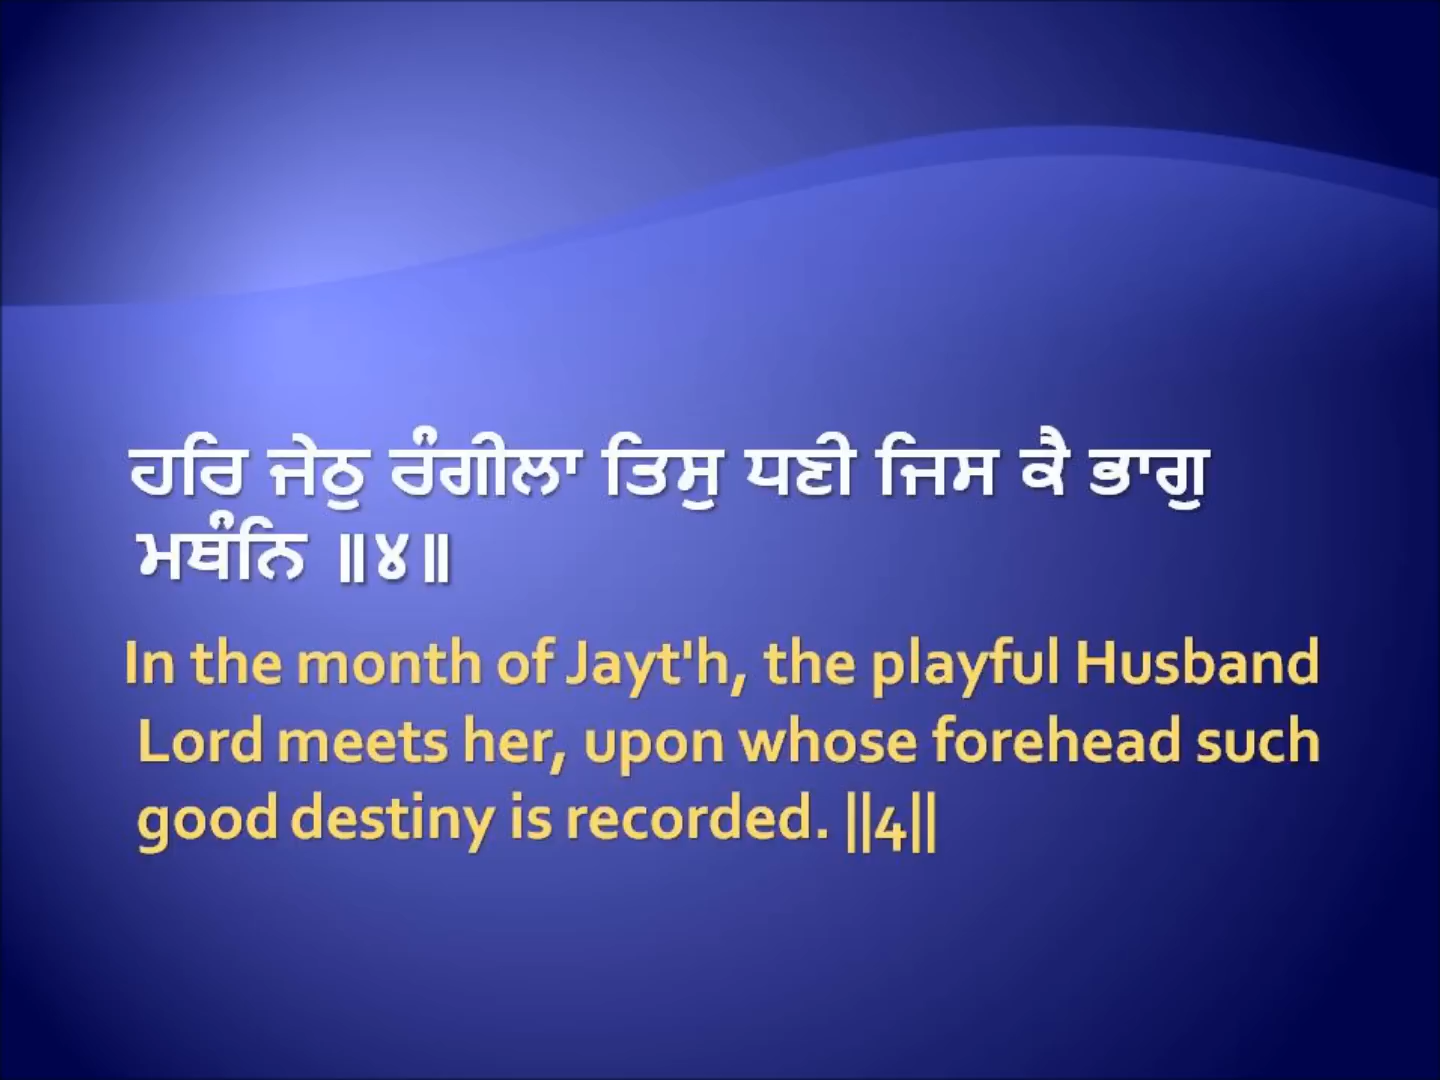 ਹਰਿ ਜੇਠੁ ਰੰਗੀਲਾ ਤਿਸੁ ਧਣੀ ਜਿਸ ਕੈ ਭਾਗੁ
ਮਥੰਨਿ ॥੪॥
In the month of Jayt'h, the playful Husband
Lord meets her, upon whose forehead such
good destiny is recorded. ||4||